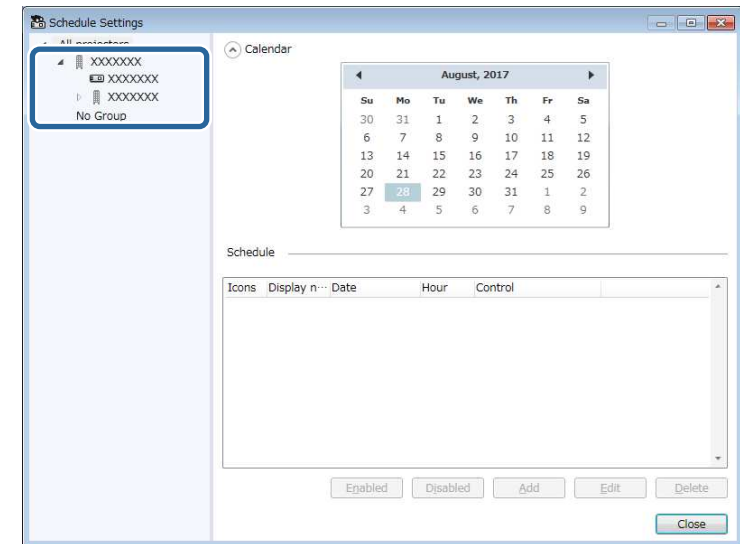 Schedule Settings
All projectors
XXXXXXX
XXXXXXX
XXXXXXX
No Group
Calendar
August, 2017
Su Mo Tu We Th Fr Sa
30 31 1 2 3 4 5
6 7 8 9 10 11 12
13 14 15 16 17 18 19
20 21 22 23 24 25 26
27 28 29 30 31 1 2
3 4 5 6 7 8 9
Schedule
Icons Display n… Date Hour Control
Enabled Disabled Add Edit Delete
Close